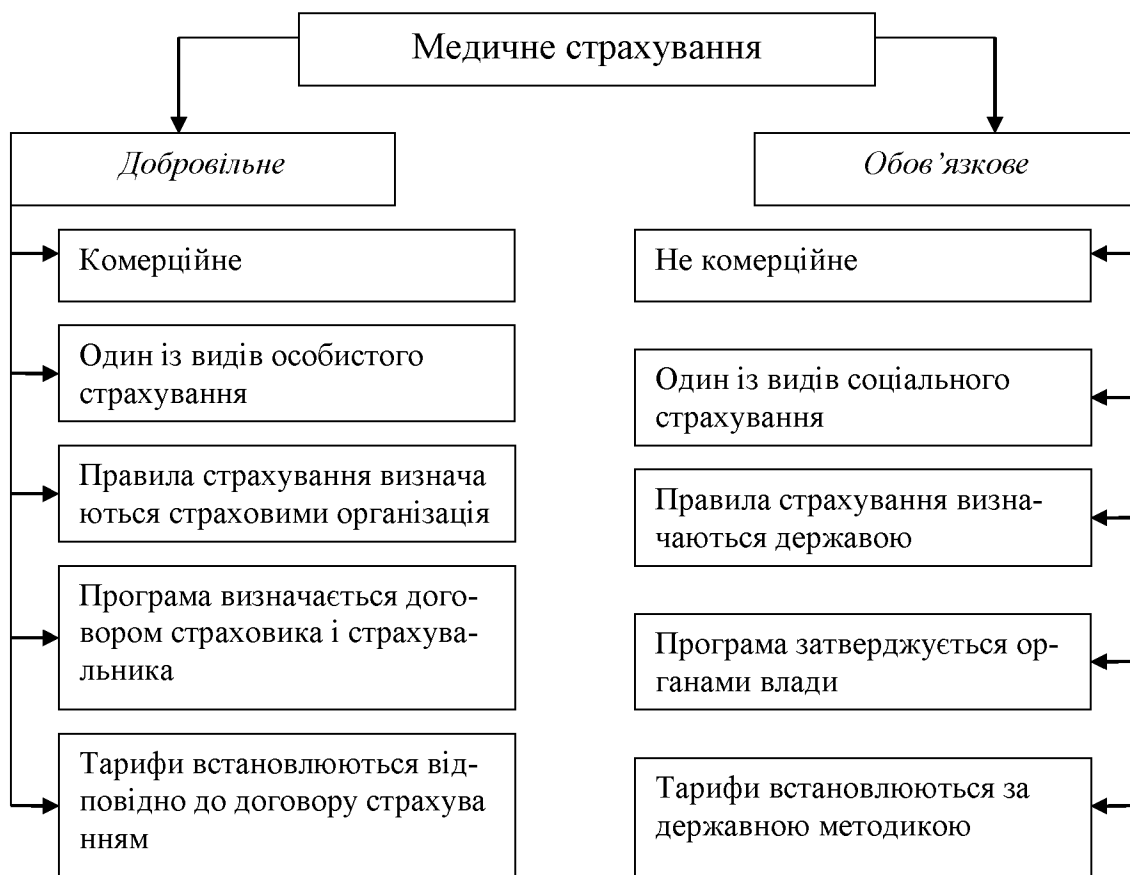 Медичне страхування
Добровільне
Обов’язкове
Комерційне
Не комерційне
Один із видів особистого
страхування
Один із видів соціального
страхування
Правила страхування визнача
ються страховими організація
Правила страхування визна-
чаються державою
Програма визначається дого-
вором страховика і страхува-
льника
Програма затверджується ор-
ганами влади
Тарифи встановлюються від-
повідно до договору страхува
нням
Тарифи встановлюються за
державною методикою